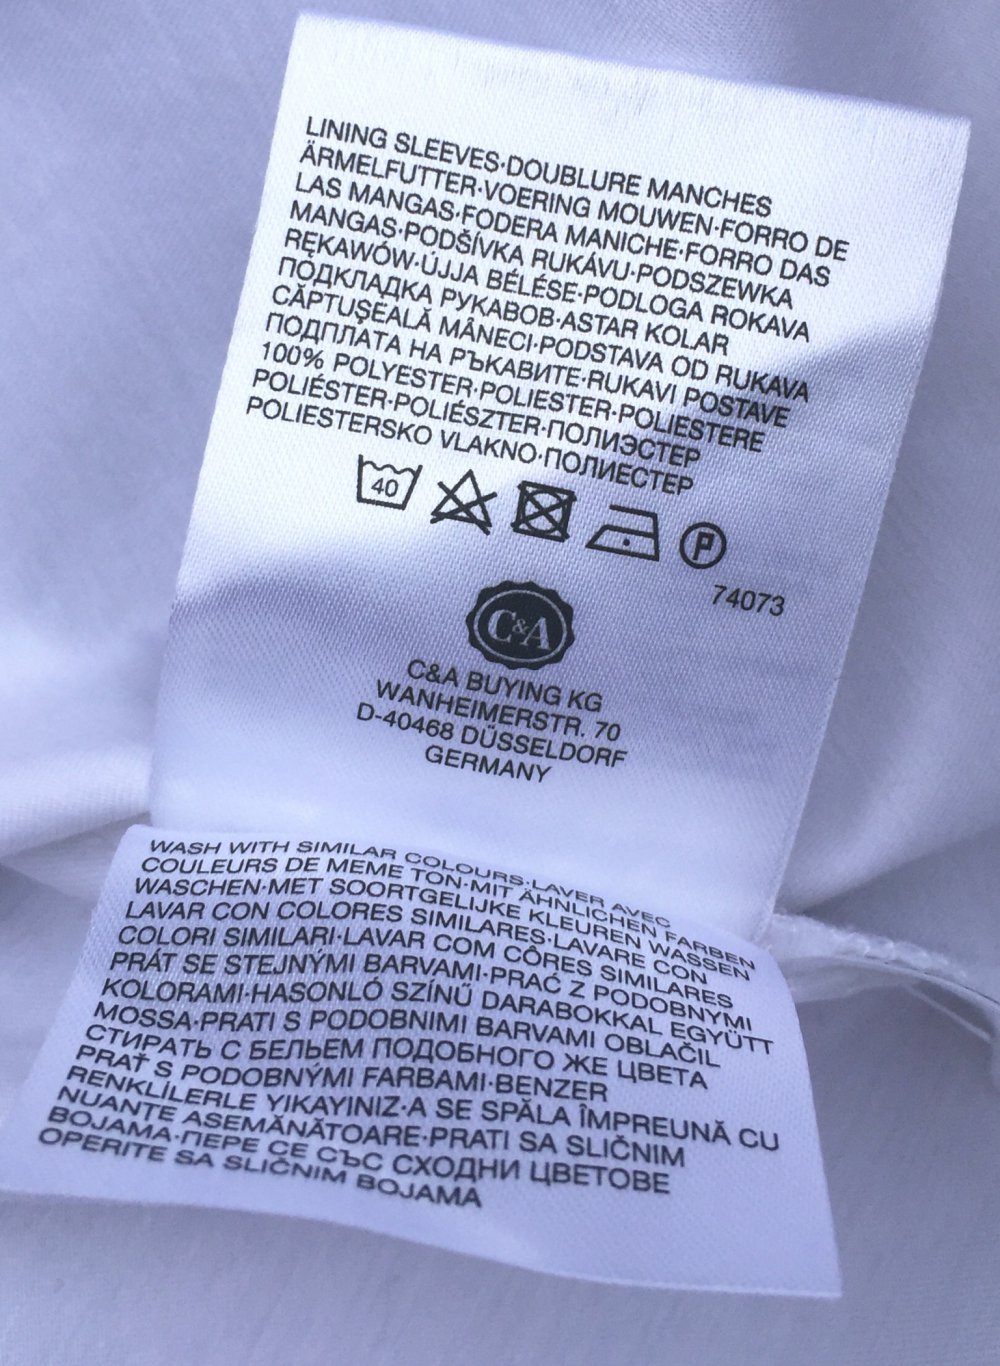 LINING SLEEVES·DOUBLURE MANCHES
ÄRMELFUTTER·VOERING MOUWEN·FORRO DE
LAS MANGAS·FODERA MANICHE·FORRO DAS
MANGAS·PODŠÍVKA RUKÁVU·PODSZEWKA
RĘKAWÓW·ÚJJA BÉLÉSE·PODLOGA ROKAVA
ПОДКЛАДКА РУКАВОВ·ASTAR KOLAR
CĂPTUŞEALĂ MÂNECI·PODSTAVA OD RUKAVA
ПОДПЛАТА НА РЪКАВИТЕ·RUKAVI POSTAVE
100% POLYESTER·POLIESTER·POLIESTERE
POLIÉSTER·POLIÉSZTER·ПОЛИЭСТЕР
POLIESTERSKO VLAKNO·ПОЛИЕСТЕР
40
P
74073
C&A
C&A BUYING KG
WANHEIMERSTR. 70
D-40468 DÜSSELDORF
GERMANY
WASH WITH SIMILAR COLOURS·LAVER AVEC
COULEURS DE MEME TON·MIT ÄHNLICHEN FARBEN
WASCHEN·MET SOORTGELIJKE KLEUREN WASSEN
LAVAR CON COLORES SIMILARES·LAVARE CON
COLORI SIMILARI·LAVAR COM CÔRES SIMILARES
PRÁT SE STEJNÝMI BARVAMI·PRAĆ Z PODOBNYMI
KOLORAMI·HASONLÓ SZÍNŰ DARABOKKAL EGYÜTT
MOSSA·PRATI S PODOBNIMI BARVAMI OBLAČIL
СТИРАТЬ С БЕЛЬЕМ ПОДОБНОГО ЖЕ ЦВЕТА
PRAŤ S PODOBNÝMI FARBAMI·BENZER
RENKLİLERLE YIKAYINIZ·A SE SPĂLA ÎMPREUNĂ CU
NUANTE ASEMĂNĂTOARE·PRATI SA SLIČNIM
BOJAMA·ПЕРЕ СЕ СЪС СХОДНИ ЦВЕТОВЕ
OPERITE SA SLIČNIM BOJAMA